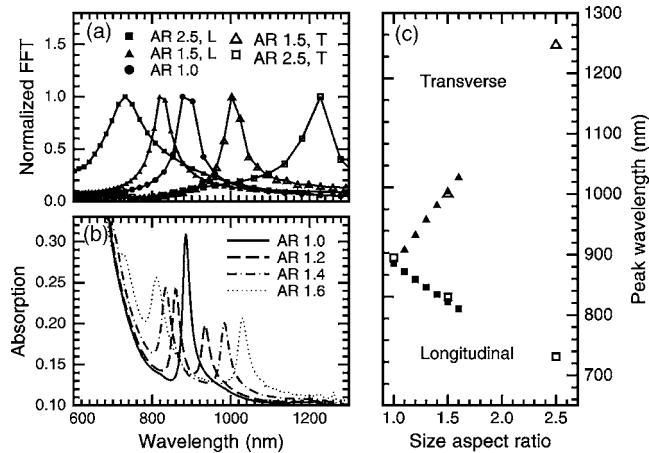 (a)
AR 2.5, L
AR 1.5, L
AR 1.0
AR 1.5, T
AR 2.5, T
Normalized FFT
1.5
1.0
0.5
0.0
(b)
AR 1.0
AR 1.2
AR 1.4
AR 1.6
Absorption
0.30
0.25
0.20
0.15
0.10
600 800 1000 1200
Wavelength (nm)
(c)
Transverse
Longitudinal
1300
1200
1100
1000
900
800
700
Peak wavelength (nm)
1.0 1.5 2.0 2.5
Size aspect ratio